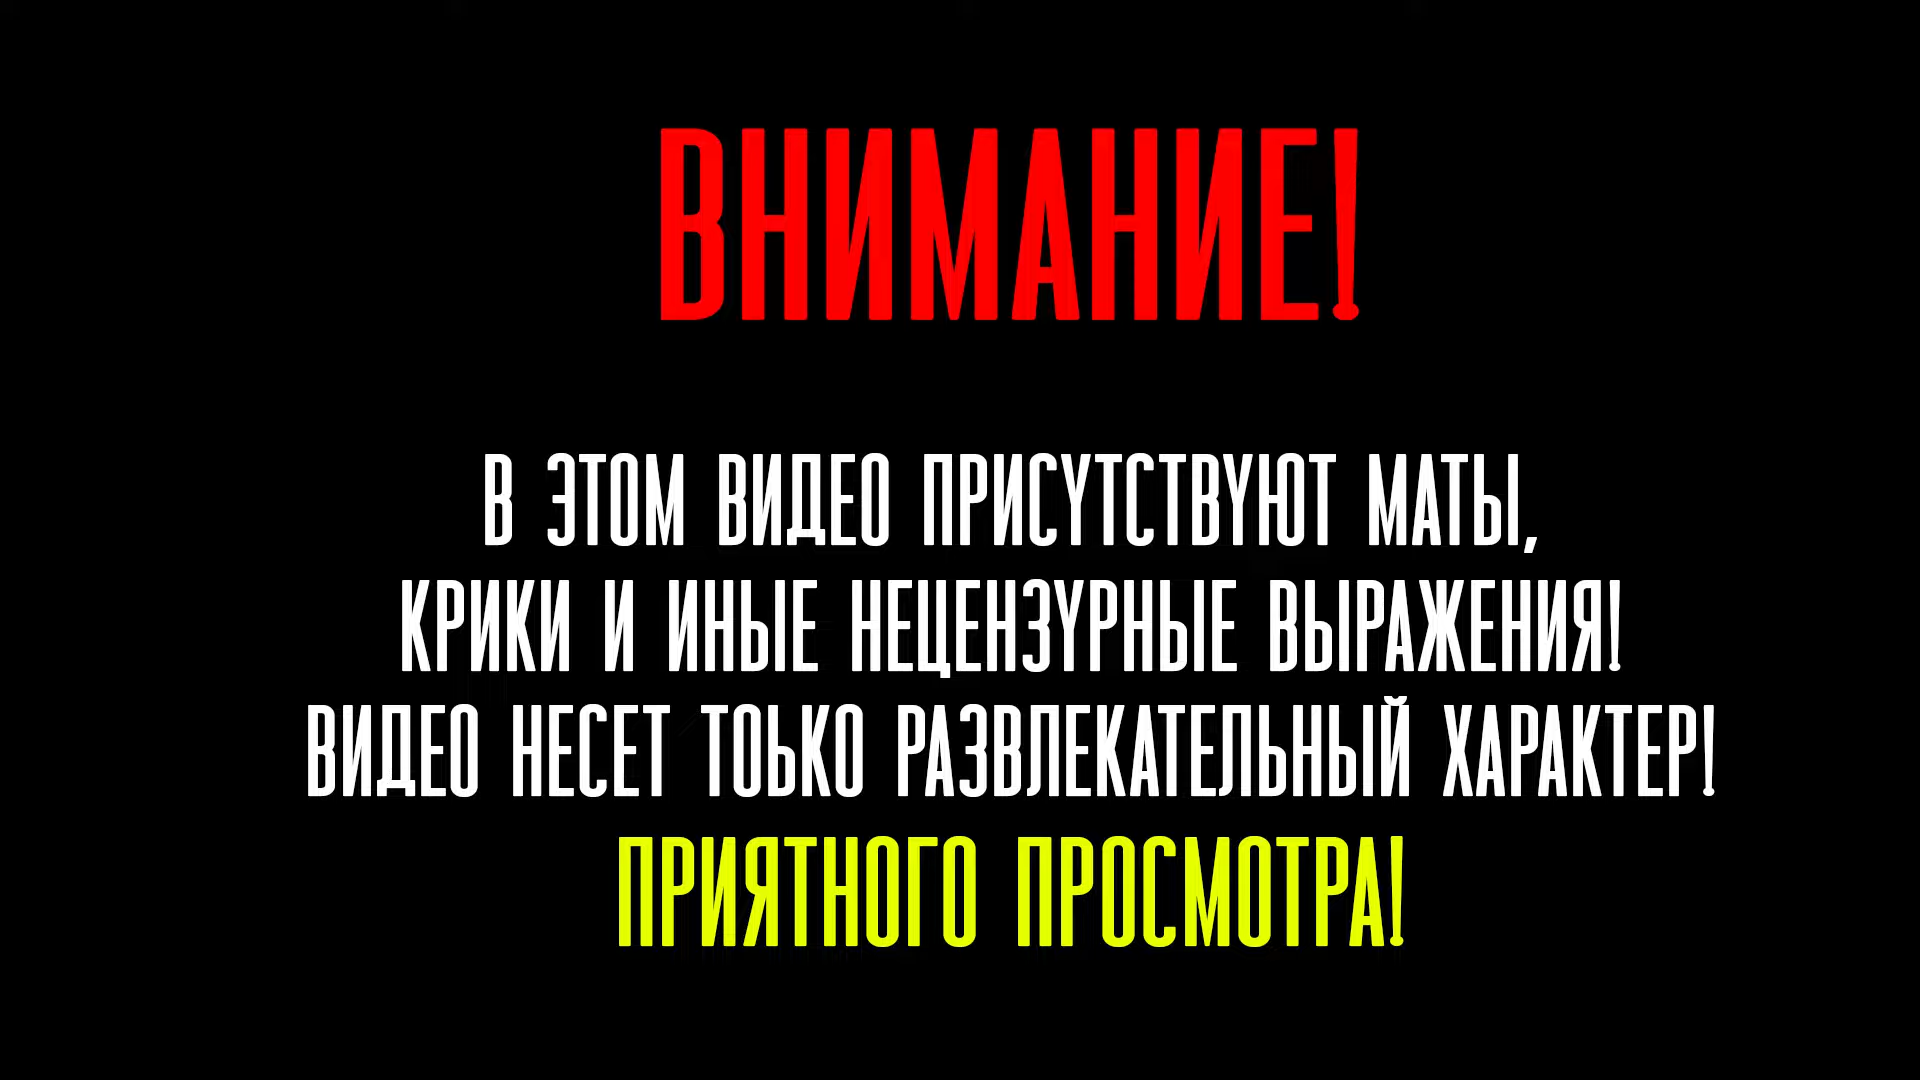 ВНИМАНИЕ!
В ЭТОМ ВИДЕО ПРИСУТСТВУЮТ МАТЫ,
КРИКИ И ИНЫЕ НЕЦЕНЗУРНЫЕ ВЫРАЖЕНИЯ!
ВИДЕО НЕСЕТ ТОЬКО РАЗВЛЕКАТЕЛЬНЫЙ ХАРАКТЕР!
ПРИЯТНОГО ПРОСМОТРА!